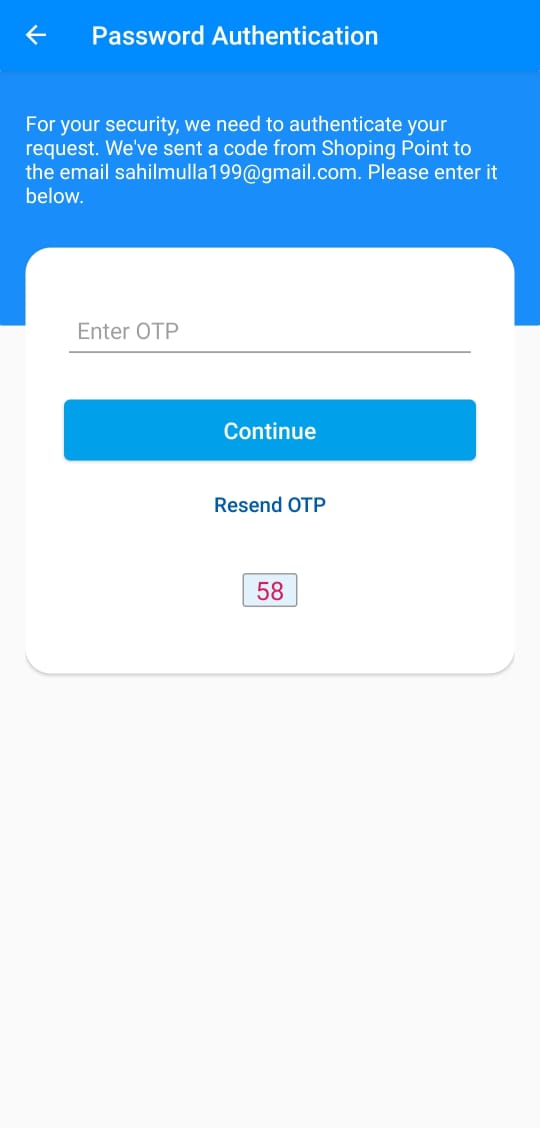 Password Authentication
For your security, we need to authenticate your
request. We've sent a code from Shoping Point to
the email sahilmulla199@gmail.com. Please enter it
below.
Enter OTP
Continue
Resend OTP
58